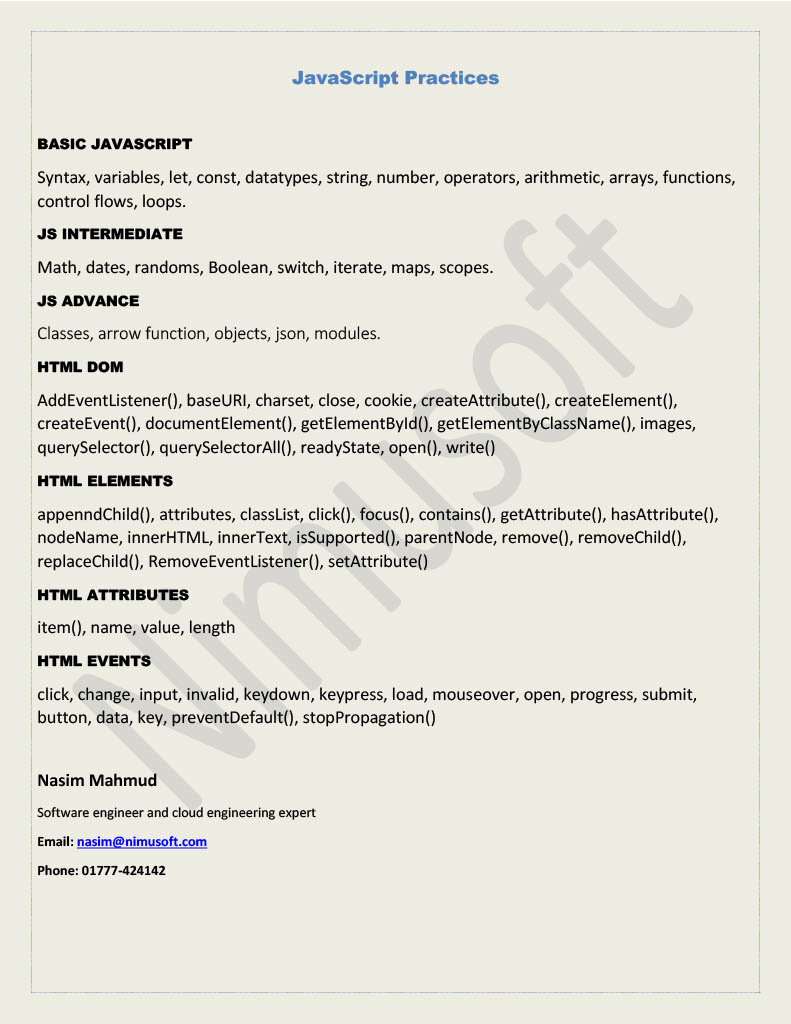 JavaScript Practices
BASIC JAVASCRIPT
Syntax, variables, let, const, datatypes, string, number, operators, arithmetic, arrays, functions,
control flows, loops.
JS INTERMEDIATE
Math, dates, randoms, Boolean, switch, iterate, maps, scopes.
JS ADVANCE
Classes, arrow function, objects, json, modules.
HTML DOM
AddEventListener(), baseURI, charset, close, cookie, createAttribute(), createElement(),
createEvent(), documentElement(), getElementById(), getElementByClassName(), images,
querySelector(), querySelectorAll(), readyState, open(), write()
HTML ELEMENTS
appenndChild(), attributes, classList, click(), focus(), contains(), getAttribute(), hasAttribute(),
nodeName, innerHTML, innerText, isSupported(), parentNode, remove(), removeChild(),
replaceChild(), RemoveEventListener(), setAttribute()
HTML ATTRIBUTES
item(), name, value, length
HTML EVENTS
click, change, input, invalid, keydown, keypress, load, mouseover, open, progress, submit,
button, data, key, preventDefault(), stopPropagation()
Nasim Mahmud
Software engineer and cloud engineering expert
Email: nasim@nimusoft.com
Phone: 01777-424142
Nimusoft